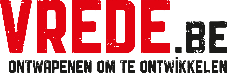 VREDE.BE
ONTWAPENEN OM TE ONTWIKKELEN